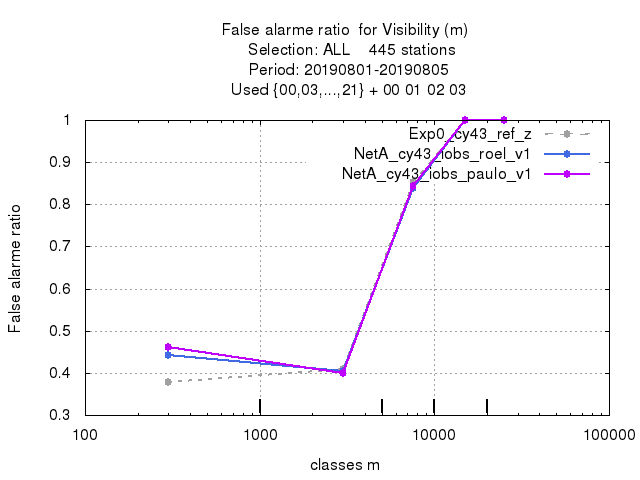 False alarme ratio  for Visibility (m)
Selection: ALL    445 stations
Period: 20190801-20190805
Used {00,03,...,21} + 00 01 02 03
Exp0_cy43_ref_z
NetA_cy43_iobs_roel_v1
NetA_cy43_iobs_paulo_v1
1
0.9
0.8
0.7
0.6
0.5
0.4
0.3
False alarme ratio
100 1000 10000 100000
classes m